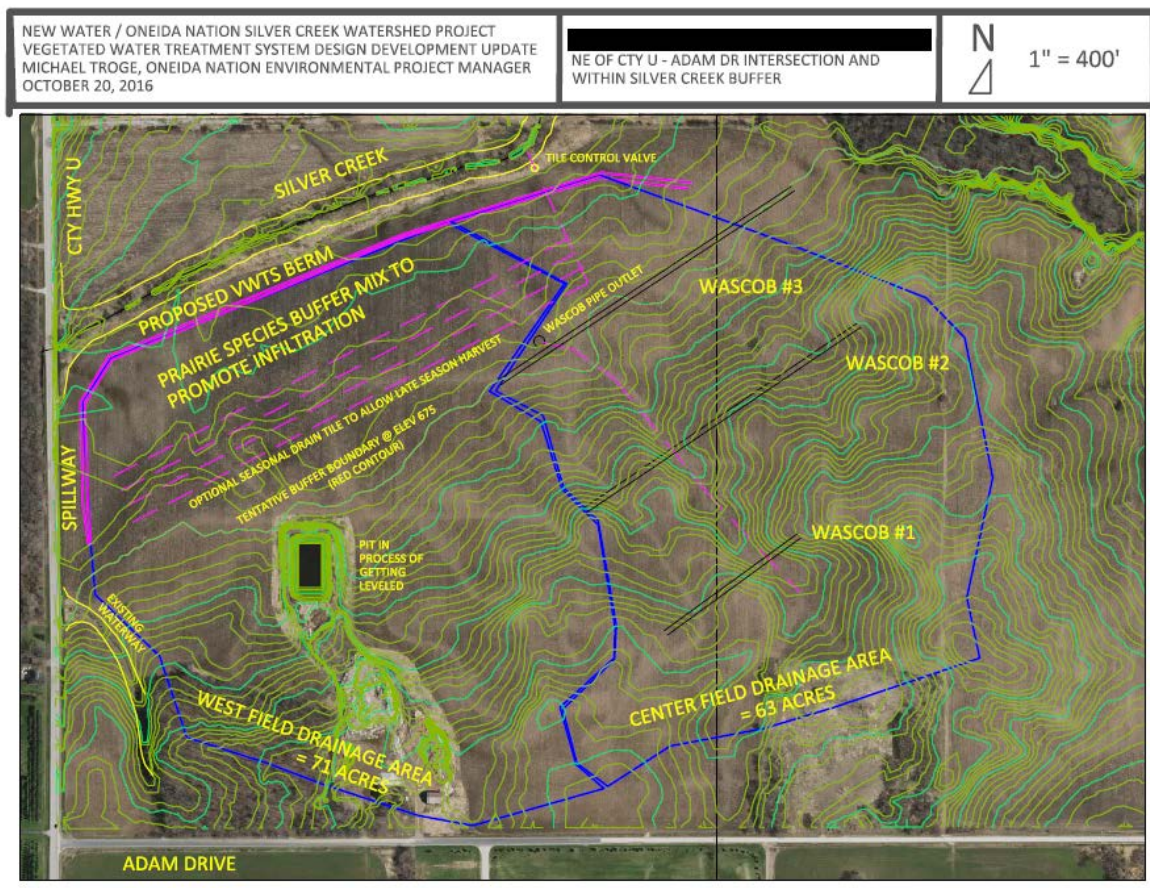 NEW WATER / ONEIDA NATION SILVER CREEK WATERSHED PROJECT
VEGETATED WATER TREATMENT SYSTEM DESIGN DEVELOPMENT UPDATE
MICHAEL TROGE, ONEIDA NATION ENVIRONMENTAL PROJECT MANAGER
OCTOBER 20, 2016
NE OF CTY U - ADAM DR INTERSECTION AND
WITHIN SILVER CREEK BUFFER
N
1" = 400'
CTY HWY U
SILVER CREEK
TILE CONTROL VALVE
PROPOSED VWTS BERM
PRAIRIE SPECIES BUFFER MIX TO
PROMOTE INFILTRATION
WASCOB PIPE OUTLET
WASCOB #3
WASCOB #2
OPTIONAL SEASONAL DRAIN TILE TO ALLOW LATE SEASON HARVEST
TENTATIVE BUFFER BOUNDARY @ ELEV 675
(RED CONTOUR)
SPILLWAY
WASCOB #1
PIT IN
PROCESS OF
GETTING
LEVELED
EXISTING
WATERWAY
WEST FIELD DRAINAGE AREA
= 71 ACRES
CENTER FIELD DRAINAGE AREA
= 63 ACRES
ADAM DRIVE